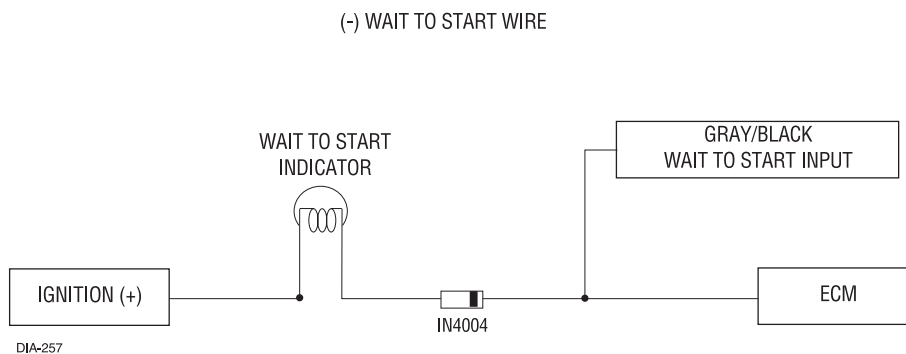 (-) WAIT TO START WIRE
WAIT TO START
INDICATOR
GRAY/BLACK
WAIT TO START INPUT
IGNITION (+)
IN4004
ECM
DIA-257